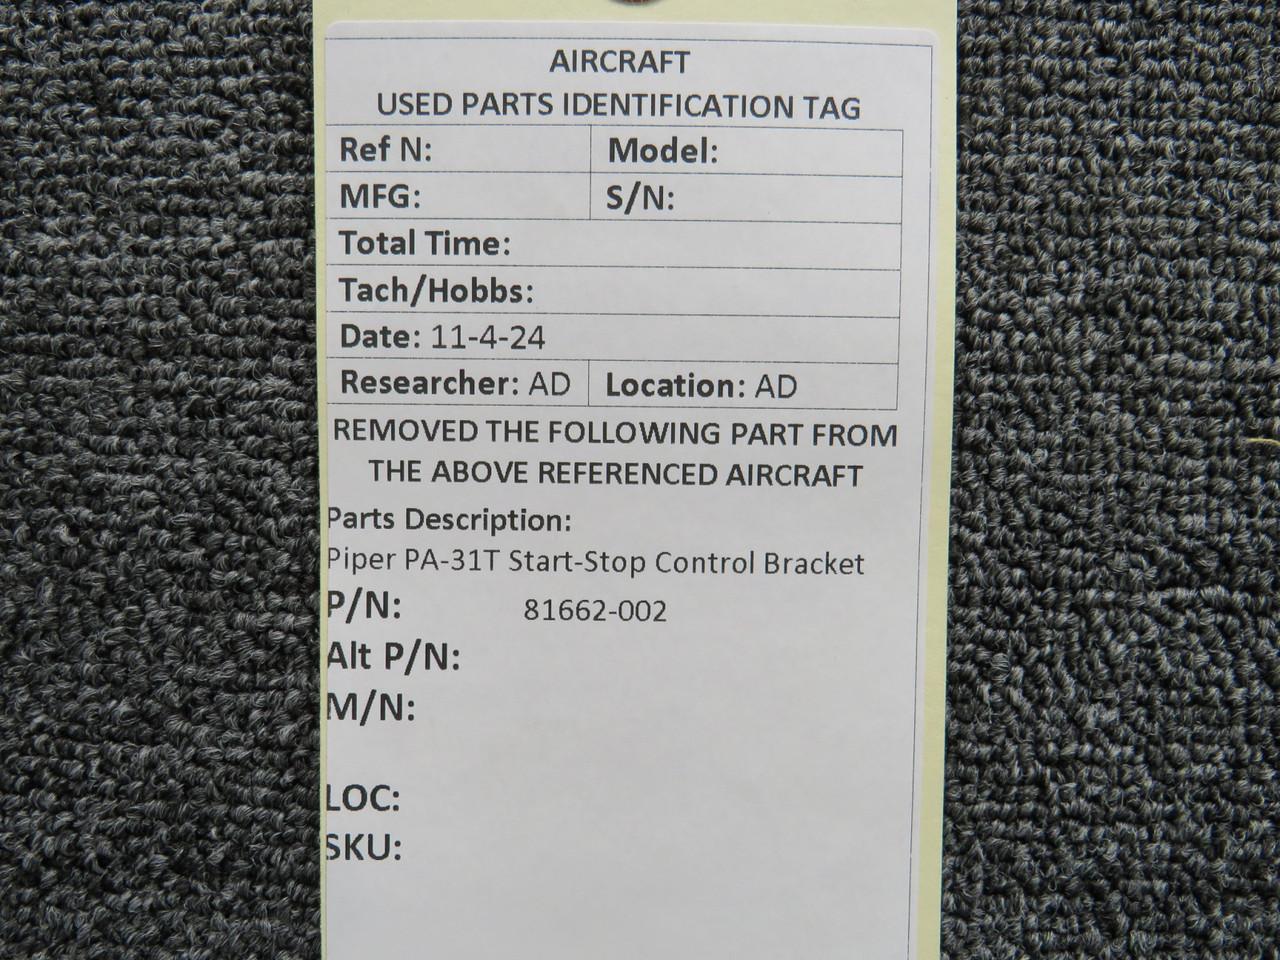 AIRCRAFT
USED PARTS IDENTIFICATION TAG
Ref N: Model:
MFG: S/N:
Total Time:
Tach/Hobbs:
Date: 11-4-24
Researcher: AD Location: AD
REMOVED THE FOLLOWING PART FROM
THE ABOVE REFERENCED AIRCRAFT
Parts Description:
Piper PA-31T Start-Stop Control Bracket
P/N: 81662-002
Alt P/N:
M/N:
LOC:
SKU: